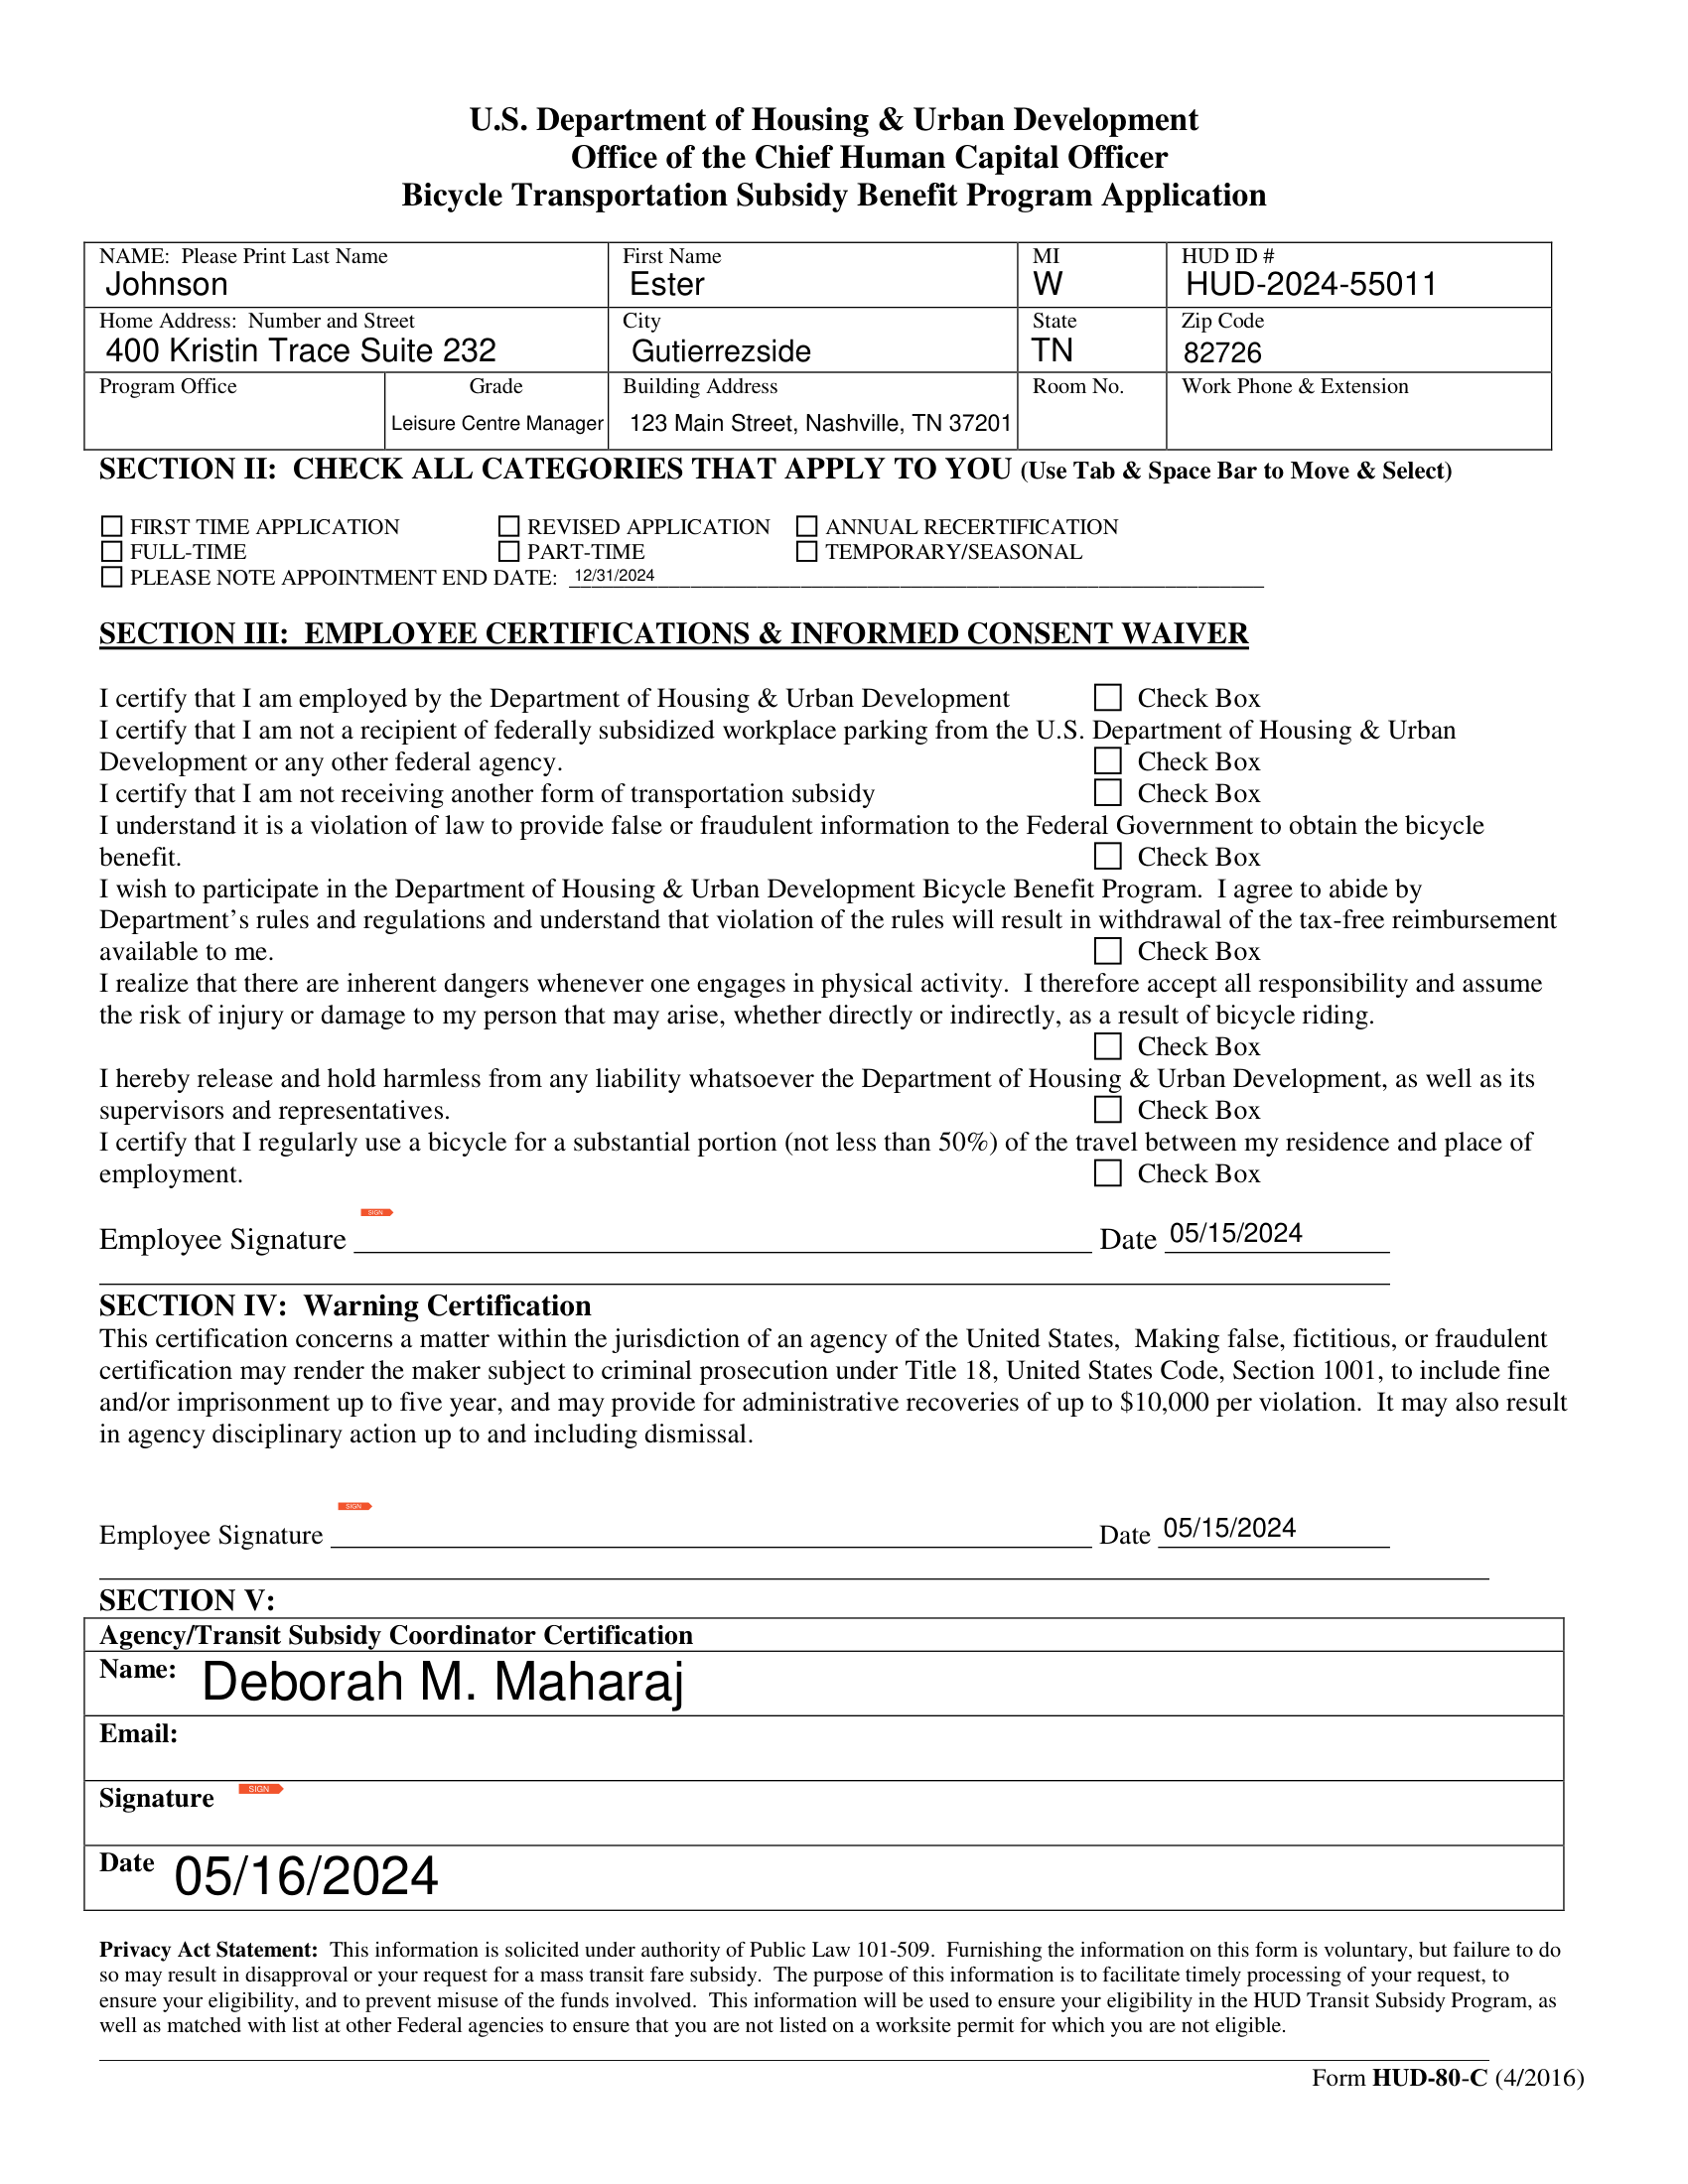 U.S. Department of Housing & Urban Development
Office of the Chief Human Capital Officer
Bicycle Transportation Subsidy Benefit Program Application
NAME: Please Print Last Name First Name MI HUD ID #
Johnson Ester W HUD-2024-55011
Home Address: Number and Street City State Zip Code
400 Kristin Trace Suite 232 Gutierrezside TN 82726
Program Office Grade Building Address Room No. Work Phone & Extension
Leisure Centre Manager 123 Main Street, Nashville, TN 37201
SECTION II: CHECK ALL CATEGORIES THAT APPLY TO YOU (Use Tab & Space Bar to Move & Select)
FIRST TIME APPLICATION REVISED APPLICATION ANNUAL RECERTIFICATION
FULL-TIME PART-TIME TEMPORARY/SEASONAL
PLEASE NOTE APPOINTMENT END DATE: 12/31/2024
SECTION III: EMPLOYEE CERTIFICATIONS & INFORMED CONSENT WAIVER
I certify that I am employed by the Department of Housing & Urban Development Check Box
I certify that I am not a recipient of federally subsidized workplace parking from the U.S. Department of Housing & Urban
Development or any other federal agency. Check Box
I certify that I am not receiving another form of transportation subsidy Check Box
I understand it is a violation of law to provide false or fraudulent information to the Federal Government to obtain the bicycle
benefit. Check Box
I wish to participate in the Department of Housing & Urban Development Bicycle Benefit Program. I agree to abide by
Department’s rules and regulations and understand that violation of the rules will result in withdrawal of the tax-free reimbursement
available to me. Check Box
I realize that there are inherent dangers whenever one engages in physical activity. I therefore accept all responsibility and assume
the risk of injury or damage to my person that may arise, whether directly or indirectly, as a result of bicycle riding.
Check Box
I hereby release and hold harmless from any liability whatsoever the Department of Housing & Urban Development, as well as its
supervisors and representatives. Check Box
I certify that I regularly use a bicycle for a substantial portion (not less than 50%) of the travel between my residence and place of
employment. Check Box
SIGN
Employee Signature Date 05/15/2024
SECTION IV: Warning Certification
This certification concerns a matter within the jurisdiction of an agency of the United States, Making false, fictitious, or fraudulent
certification may render the maker subject to criminal prosecution under Title 18, United States Code, Section 1001, to include fine
and/or imprisonment up to five year, and may provide for administrative recoveries of up to $10,000 per violation. It may also result
in agency disciplinary action up to and including dismissal.
SIGN
Employee Signature Date 05/15/2024
SECTION V:
Agency/Transit Subsidy Coordinator Certification
Name: Deborah M. Maharaj
Email:
Signature SIGN
Date 05/16/2024
Privacy Act Statement: This information is solicited under authority of Public Law 101-509. Furnishing the information on this form is voluntary, but failure to do
so may result in disapproval or your request for a mass transit fare subsidy. The purpose of this information is to facilitate timely processing of your request, to
ensure your eligibility, and to prevent misuse of the funds involved. This information will be used to ensure your eligibility in the HUD Transit Subsidy Program, as
well as matched with list at other Federal agencies to ensure that you are not listed on a worksite permit for which you are not eligible.
Form HUD-80-C (4/2016)